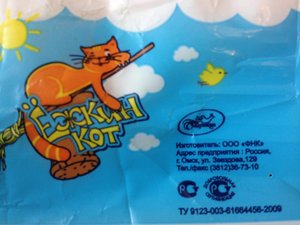 ЁШКИН
КОТ
Изготовитель: ООО «ФНК»
Адрес предприятия : Россия,
г. Омск, ул. Звездова,129
Тел./факс (3812)36-73-10
ТУ 9123-003-61664456-2009